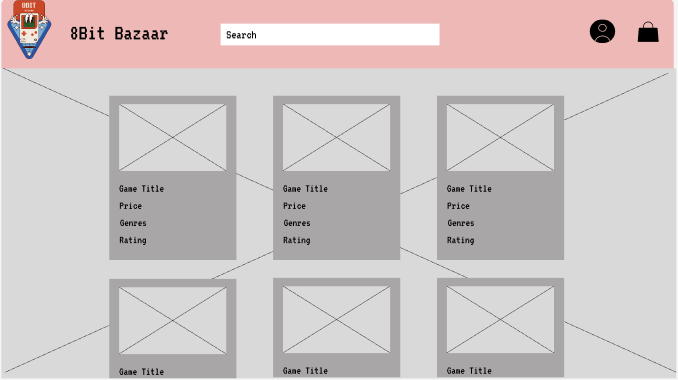 8BIT
8Bit Bazaar
Search
Game Title
Price
Genres
Rating
Game Title
Price
Genres
Rating
Game Title
Price
Genres
Rating
Game Title
Game Title
Game Title